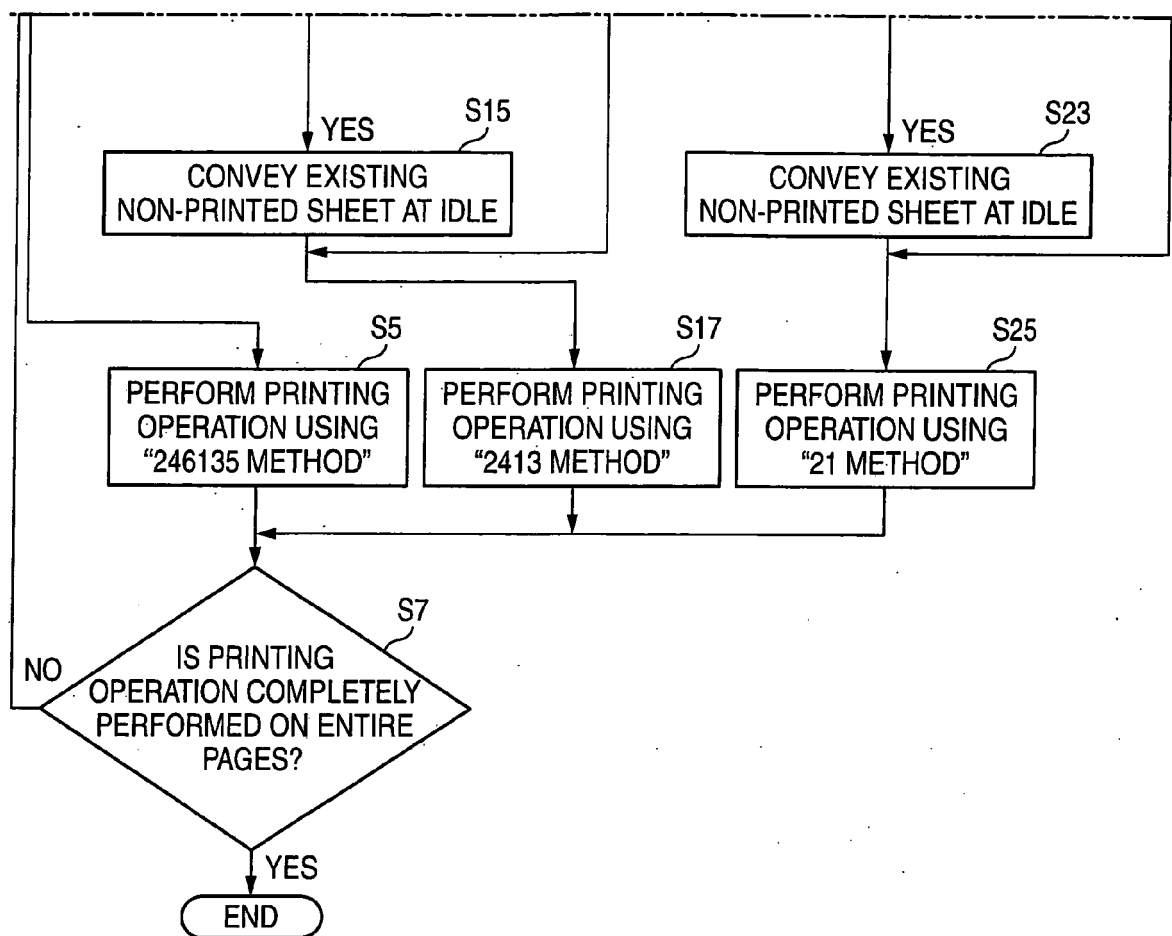 S15
YES
CONVEY EXISTING
NON-PRINTED SHEET AT IDLE
S23
YES
CONVEY EXISTING
NON-PRINTED SHEET AT IDLE
S5
PERFORM PRINTING
OPERATION USING
“246135 METHOD”
S17
PERFORM PRINTING
OPERATION USING
“2413 METHOD”
S25
PERFORM PRINTING
OPERATION USING
“21 METHOD”
S7
NO
IS PRINTING
OPERATION COMPLETELY
PERFORMED ON ENTIRE
PAGES?
YES
END